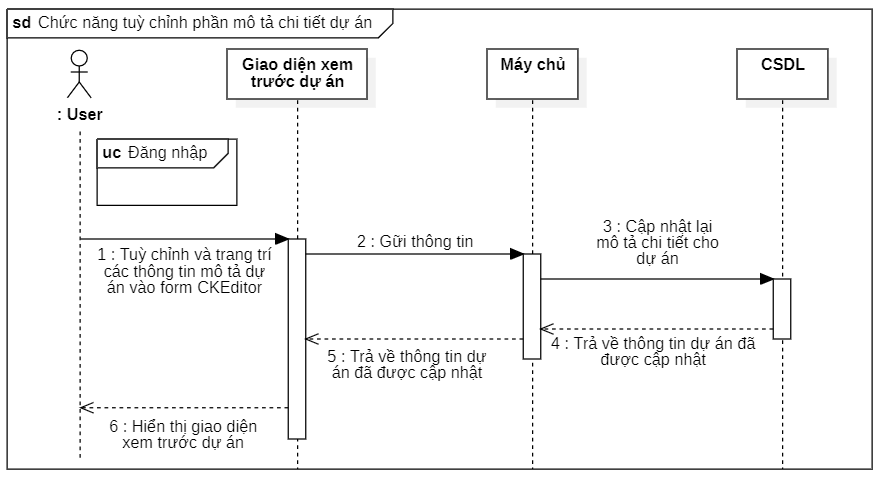 sd Chức năng tuỳ chỉnh phần mô tả chi tiết dự án
: User
Giao diện xem
trước dự án
Máy chủ
CSDL
uc Đăng nhập
1 : Tuỳ chỉnh và trang trí
các thông tin mô tả dự
án vào form CKEditor
2 : Gữi thông tin
3 : Cập nhật lại
mô tả chi tiết cho
dự án
4 : Trả về thông tin dự án đã
được cập nhật
5 : Trả về thông tin dự
án đã được cập nhật
6 : Hiển thị giao diện
xem trước dự án